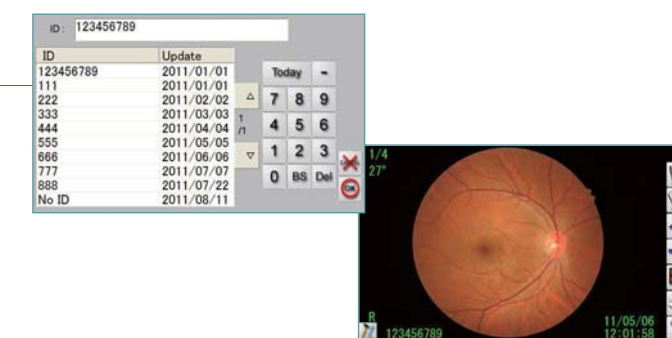 ID: 123456789
ID Update
123456789 2011/01/01
111 2011/01/01
222 2011/02/02
333 2011/03/03
444 2011/04/04
555 2011/05/05
666 2011/06/06
777 2011/07/07
888 2011/07/22
No ID 2011/08/11
1
/1
Today -
7 8 9
4 5 6
1 2 3
0 BS Del
OK
1/4
27°
R
123456789
11/05/06
12:01:58